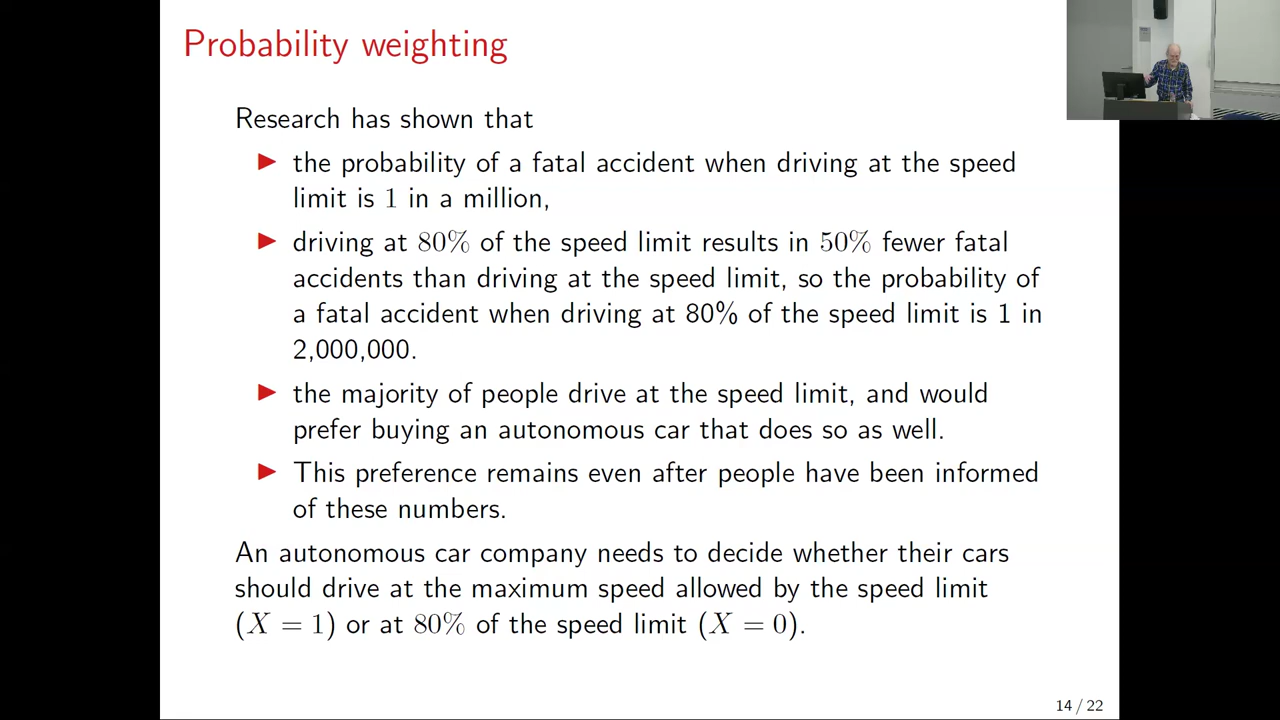 Probability weighting
Research has shown that
▶ the probability of a fatal accident when driving at the speed
limit is 1 in a million,
▶ driving at 80% of the speed limit results in 50% fewer fatal
accidents than driving at the speed limit, so the probability of
a fatal accident when driving at 80% of the speed limit is 1 in
2,000,000.
▶ the majority of people drive at the speed limit, and would
prefer buying an autonomous car that does so as well.
▶ This preference remains even after people have been informed
of these numbers.
An autonomous car company needs to decide whether their cars
should drive at the maximum speed allowed by the speed limit
(X = 1) or at 80% of the speed limit (X = 0).
14 / 22